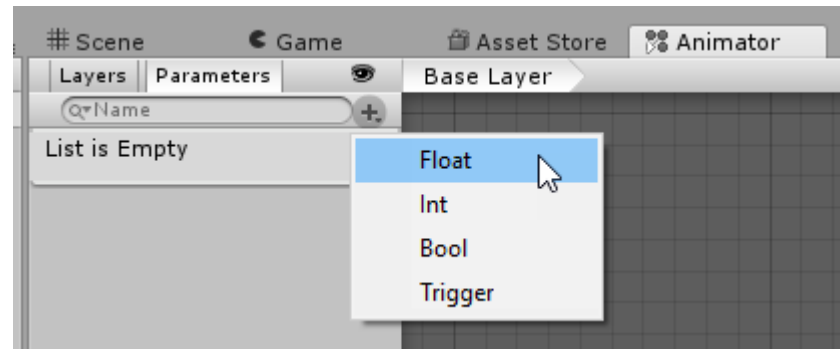 Scene Game Asset Store Animator
Layers Parameters Base Layer
Name
List is Empty
Float
Int
Bool
Trigger